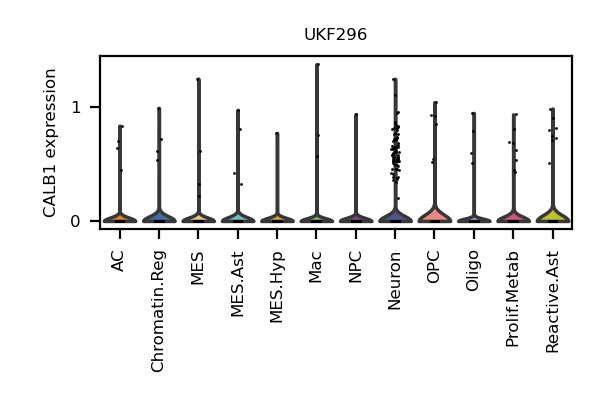 UKF296
CALB1 expression
1
0
AC
Chromatin.Reg
MES
MES.Ast
MES.Hyp
Mac
NPC
Neuron
OPC
Oligo
Prolif.Metab
Reactive.Ast